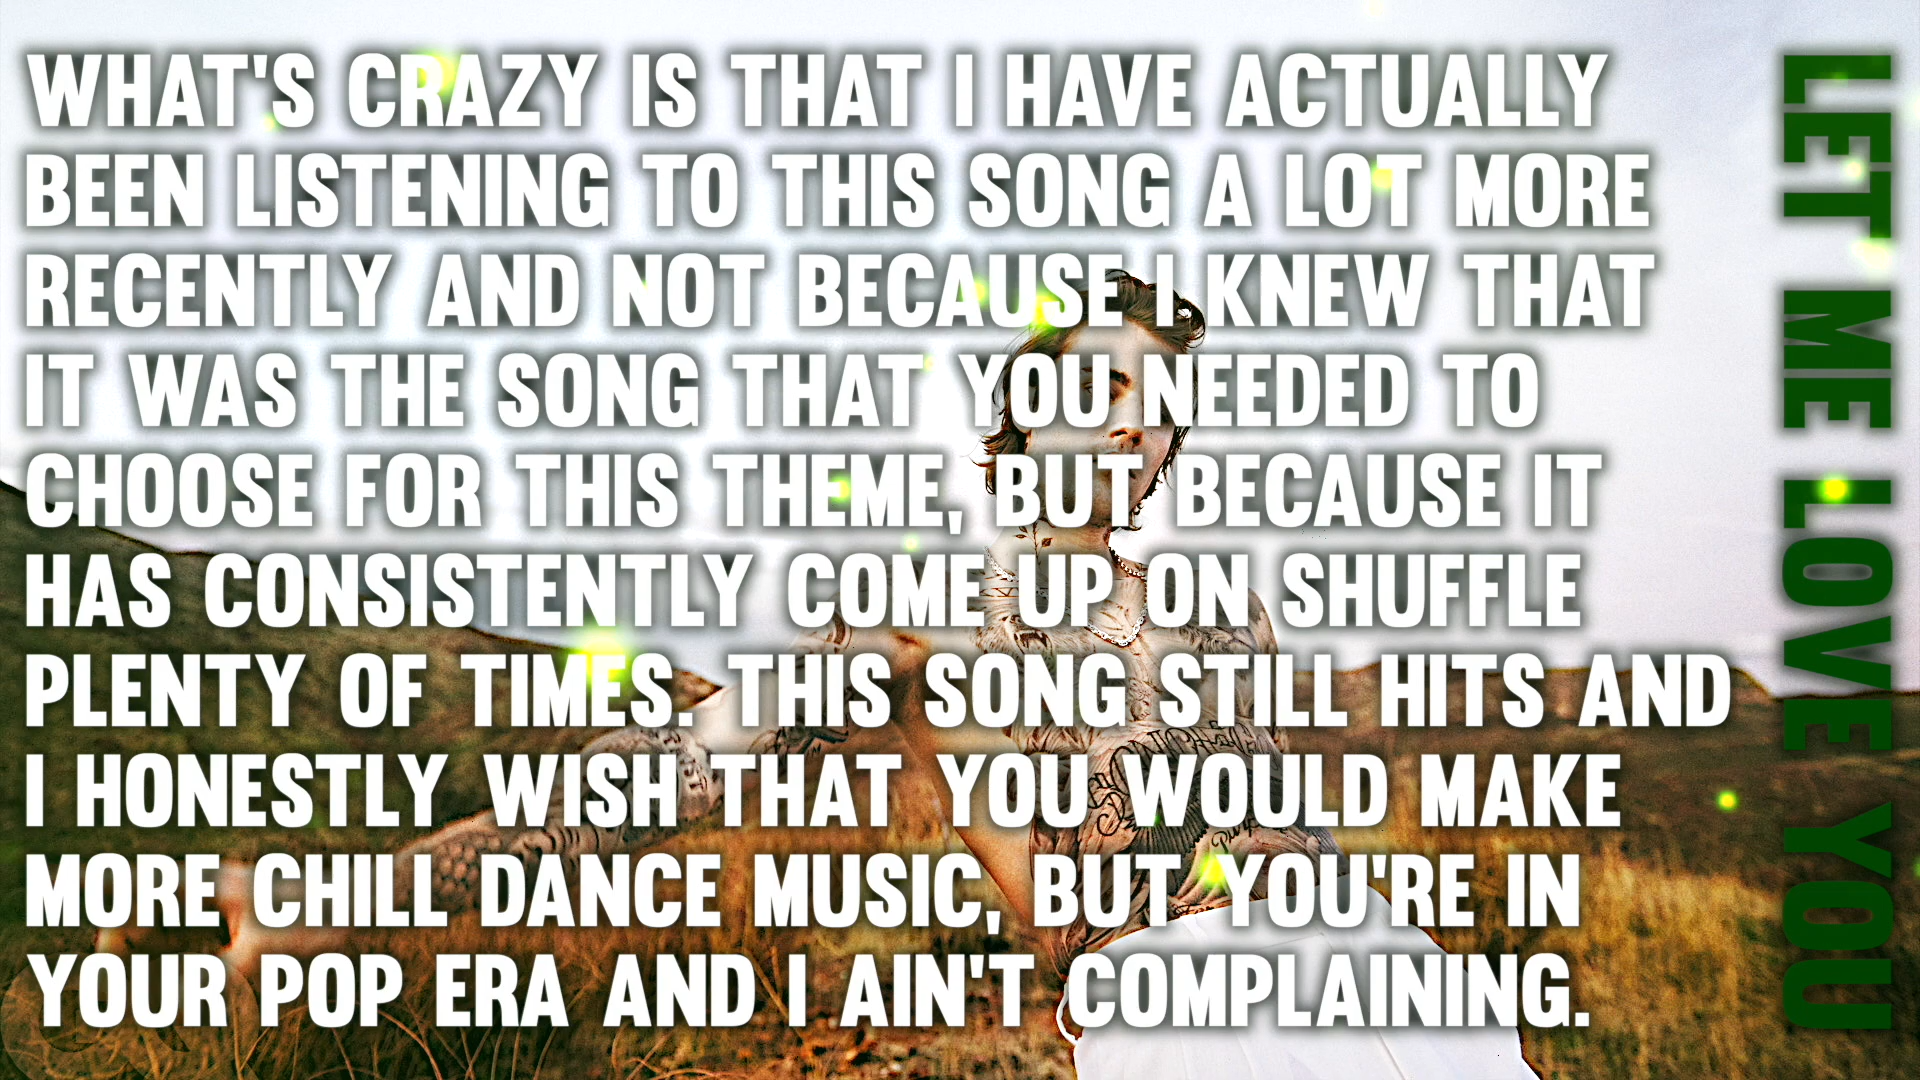 WHAT'S CRAZY IS THAT I HAVE ACTUALLY
BEEN LISTENING TO THIS SONG A LOT MORE
RECENTLY AND NOT BECAUSE I KNEW THAT
IT WAS THE SONG THAT YOU NEEDED TO
CHOOSE FOR THIS THEME, BUT BECAUSE IT
HAS CONSISTENTLY COME UP ON SHUFFLE
PLENTY OF TIMES. THIS SONG STILL HITS AND
I HONESTLY WISH THAT YOU WOULD MAKE
MORE CHILL DANCE MUSIC, BUT YOU'RE IN
YOUR POP ERA AND I AIN'T COMPLAINING.
LET ME LOVE YOU